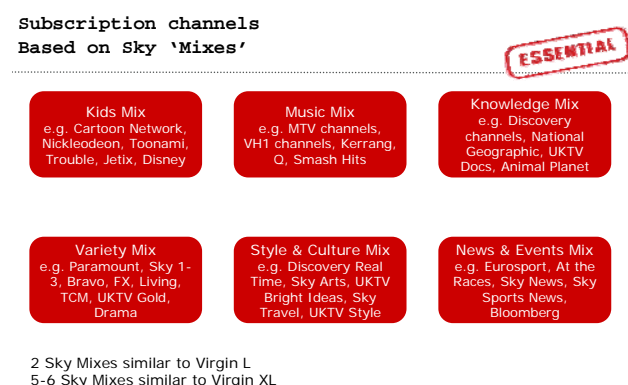 Subscription channels
Based on Sky ‘Mixes’
ESSENTIAL
Kids Mix
e.g. Cartoon Network,
Nickleodeon, Toonami,
Trouble, Jetix, Disney
Music Mix
e.g. MTV channels,
VH1 channels, Kerrang,
Q, Smash Hits
Knowledge Mix
e.g. Discovery
channels, National
Geographic, UKTV
Docs, Animal Planet
Variety Mix
e.g. Paramount, Sky 1-
3, Bravo, FX, Living,
TCM, UKTV Gold,
Drama
Style & Culture Mix
e.g. Discovery Real
Time, Sky Arts, UKTV
Bright Ideas, Sky
Travel, UKTV Style
News & Events Mix
e.g. Eurosport, At the
Races, Sky News, Sky
Sports News,
Bloomberg
2 Sky Mixes similar to Virgin L
5-6 Sky Mixes similar to Virgin XL